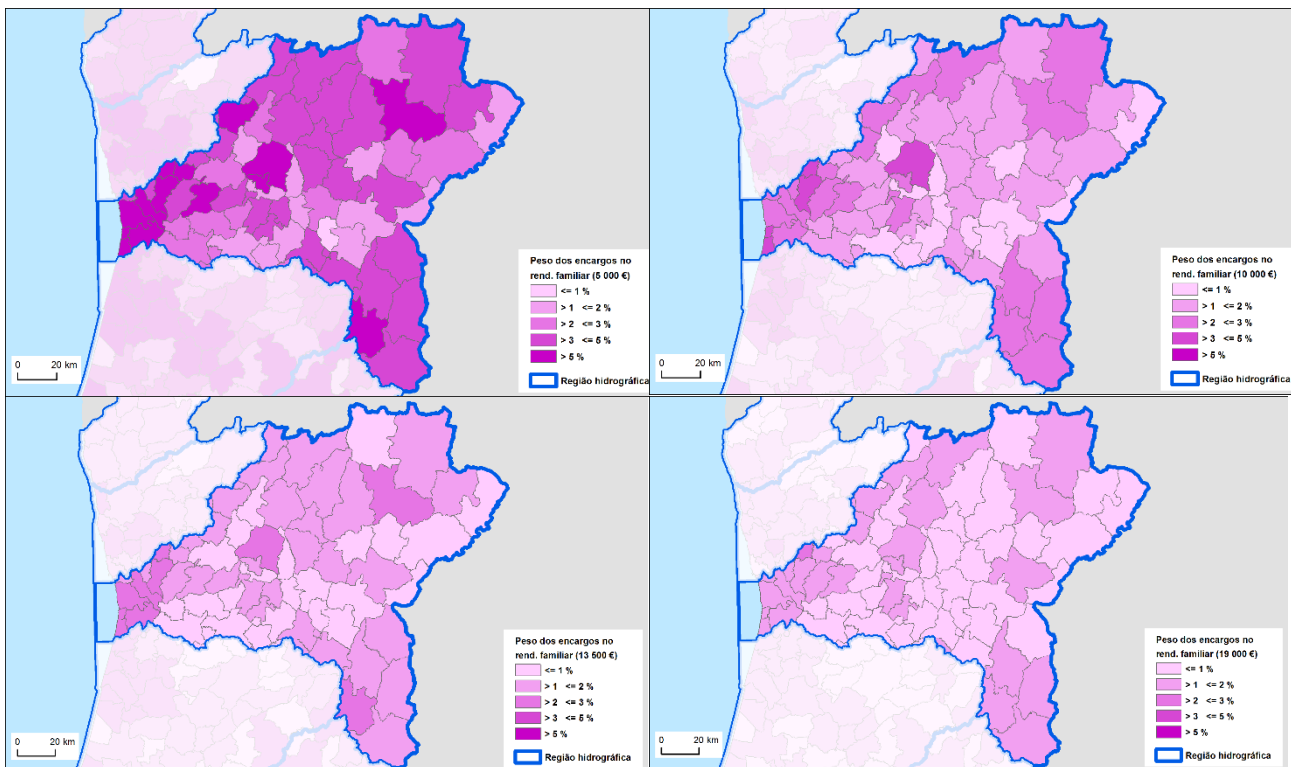 Peso dos encargos no
rend. familiar (5 000 €)
<= 1 %
> 1 <= 2 %
> 2 <= 3 %
> 3 <= 5 %
> 5 %
Região hidrográfica
0 20 km
Peso dos encargos no
rend. familiar (10 000 €)
<= 1 %
> 1 <= 2 %
> 2 <= 3 %
> 3 <= 5 %
> 5 %
Região hidrográfica
0 20 km
Peso dos encargos no
rend. familiar (13 500 €)
<= 1 %
> 1 <= 2 %
> 2 <= 3 %
> 3 <= 5 %
> 5 %
Região hidrográfica
0 20 km
Peso dos encargos no
rend. familiar (19 000 €)
<= 1 %
> 1 <= 2 %
> 2 <= 3 %
> 3 <= 5 %
> 5 %
Região hidrográfica
0 20 km